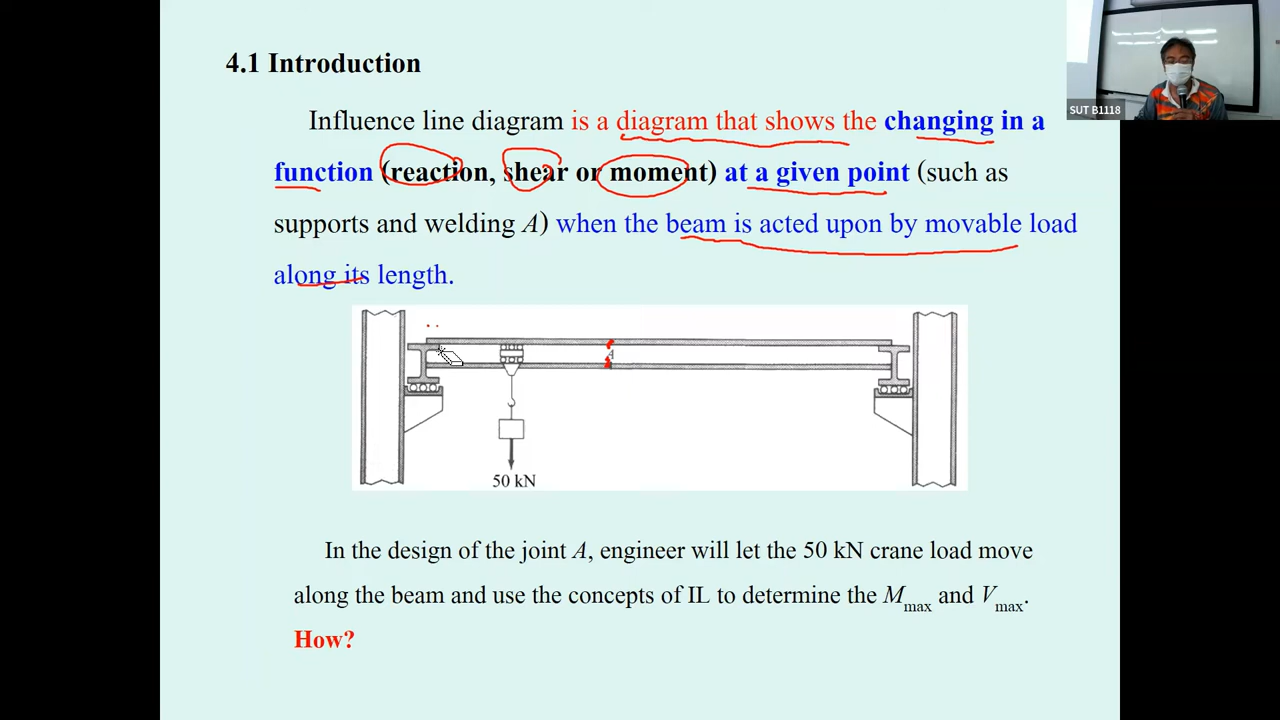 4.1 Introduction
SUT B1118
Influence line diagram is a diagram that shows the changing in a
function (reaction, shear or moment) at a given point (such as
supports and welding A) when the beam is acted upon by movable load
along its length.
A
50 kN
In the design of the joint A, engineer will let the 50 kN crane load move
along the beam and use the concepts of IL to determine the Mmax and Vmax.
How?